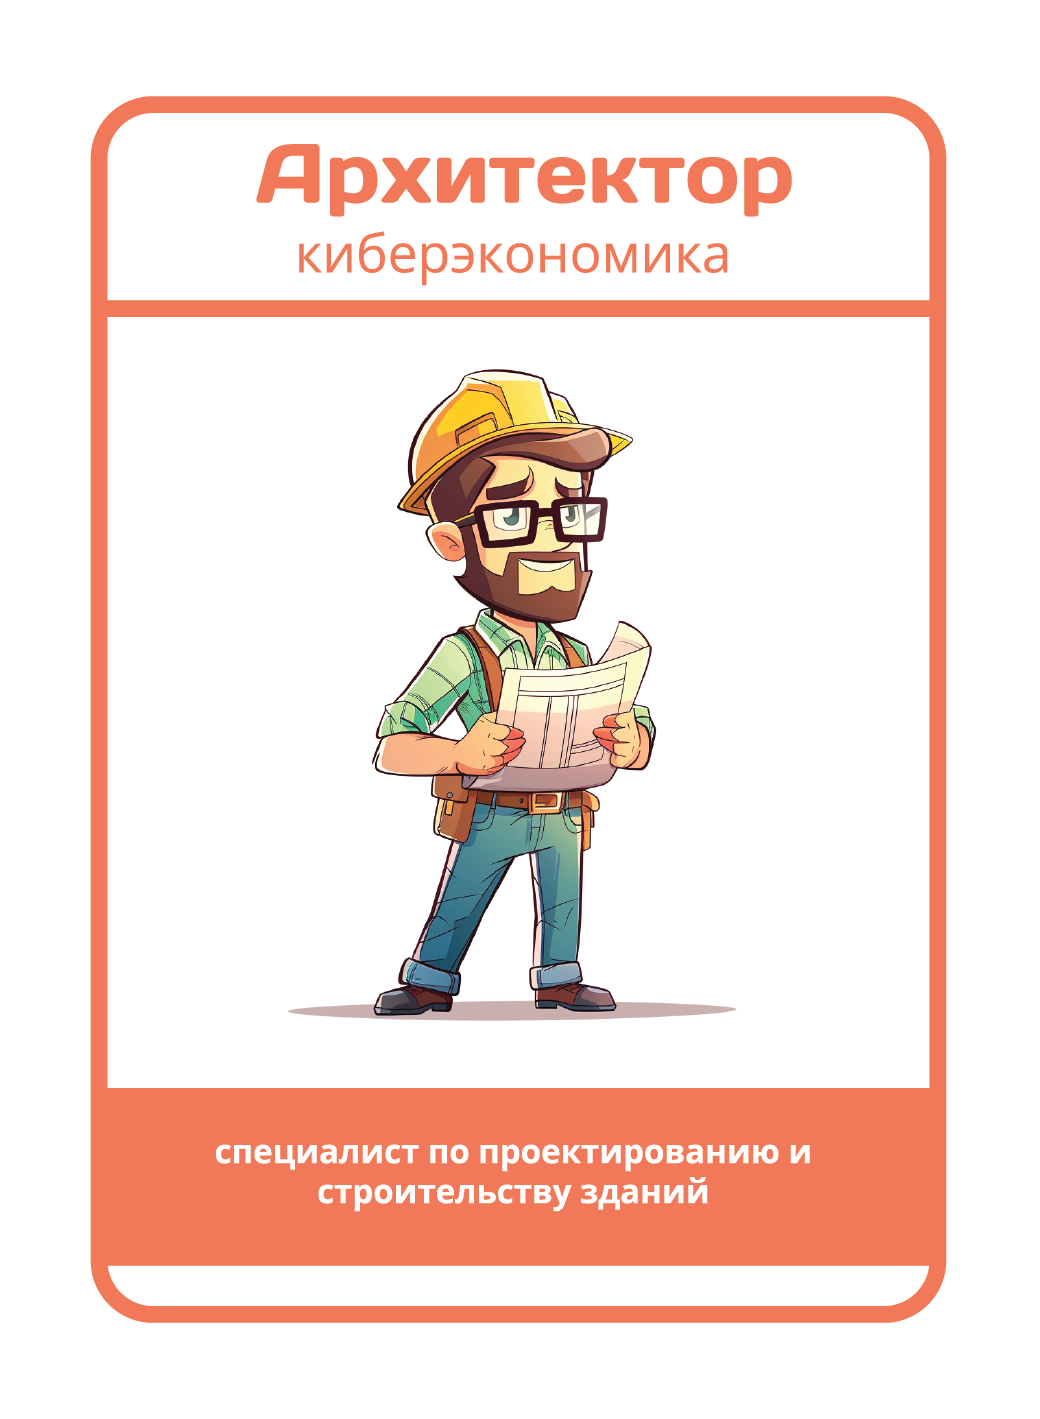 Архитектор
киберэкономика
специалист по проектированию и
строительству зданий